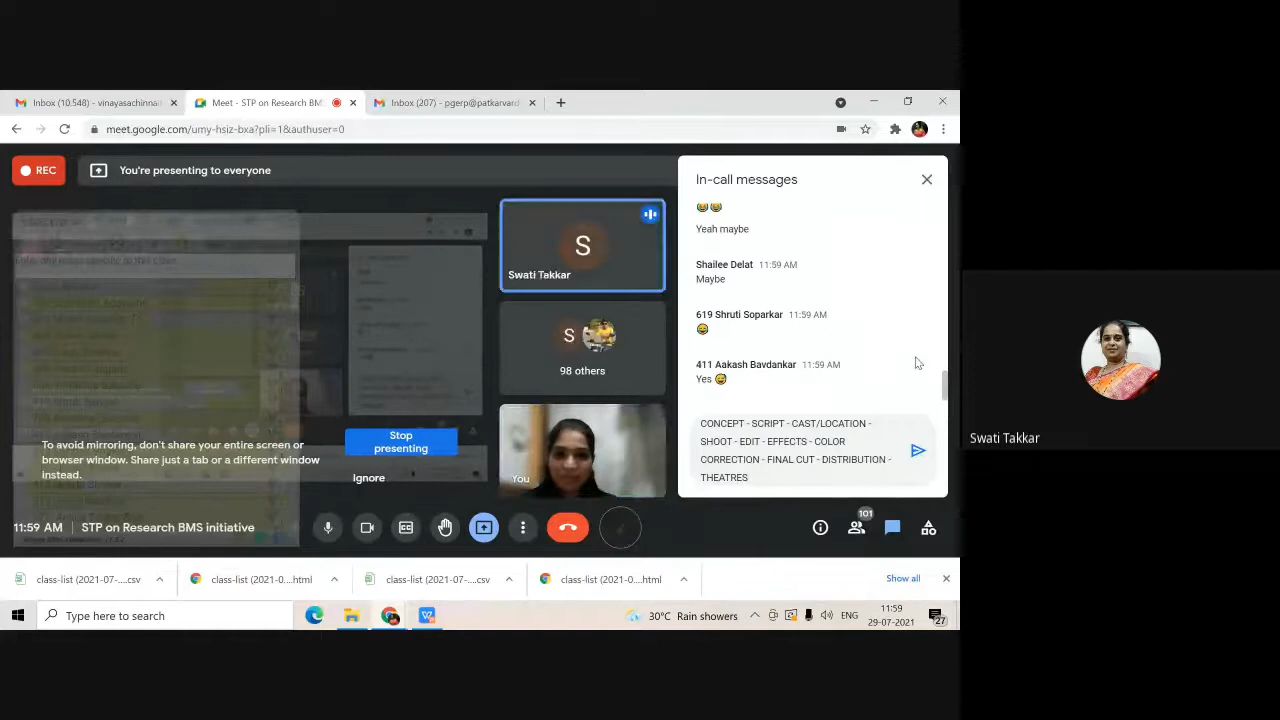 Inbox (10,548) - vinayasachinnai
Meet - STP on Research BM
Inbox (207) - pgerp@patkarvard
meet.google.com/umy-hsiz-bxa?pli=1&authuser=0
REC
You're presenting to everyone
In-call messages
Yeah maybe
Shailee Delat 11:59 AM
Maybe
619 Shruti Soparkar 11:59 AM
😅
411 Aakash Bavdankar 11:59 AM
Yes 😅
CONCEPT - SCRIPT - CAST/LOCATION -
SHOOT - EDIT - EFFECTS - COLOR
CORRECTION - FINAL CUT - DISTRIBUTION -
THEATRES
S
Swati Takkar
S
98 others
You
To avoid mirroring, don't share your entire screen or
browser window. Share just a tab or a different window
instead.
Stop
presenting
Ignore
11:59 AM | STP on Research BMS initiative
101
class-list (2021-07-....csv
class-list (2021-0....html
class-list (2021-07-....csv
class-list (2021-0....html
Show all
Type here to search
30°C Rain showers
ENG
11:59
29-07-2021
27
Swati Takkar